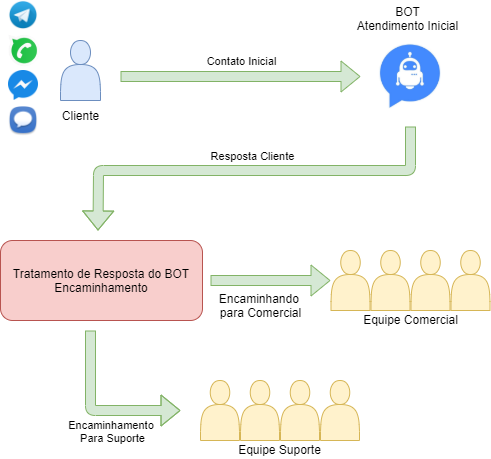 BOT
Atendimento Inicial
Contato Inicial
Cliente
Resposta Cliente
Tratamento de Resposta do BOT
Encaminhamento
Encaminhando
para Comercial
Equipe Comercial
Encaminhamento
Para Suporte
Equipe Suporte